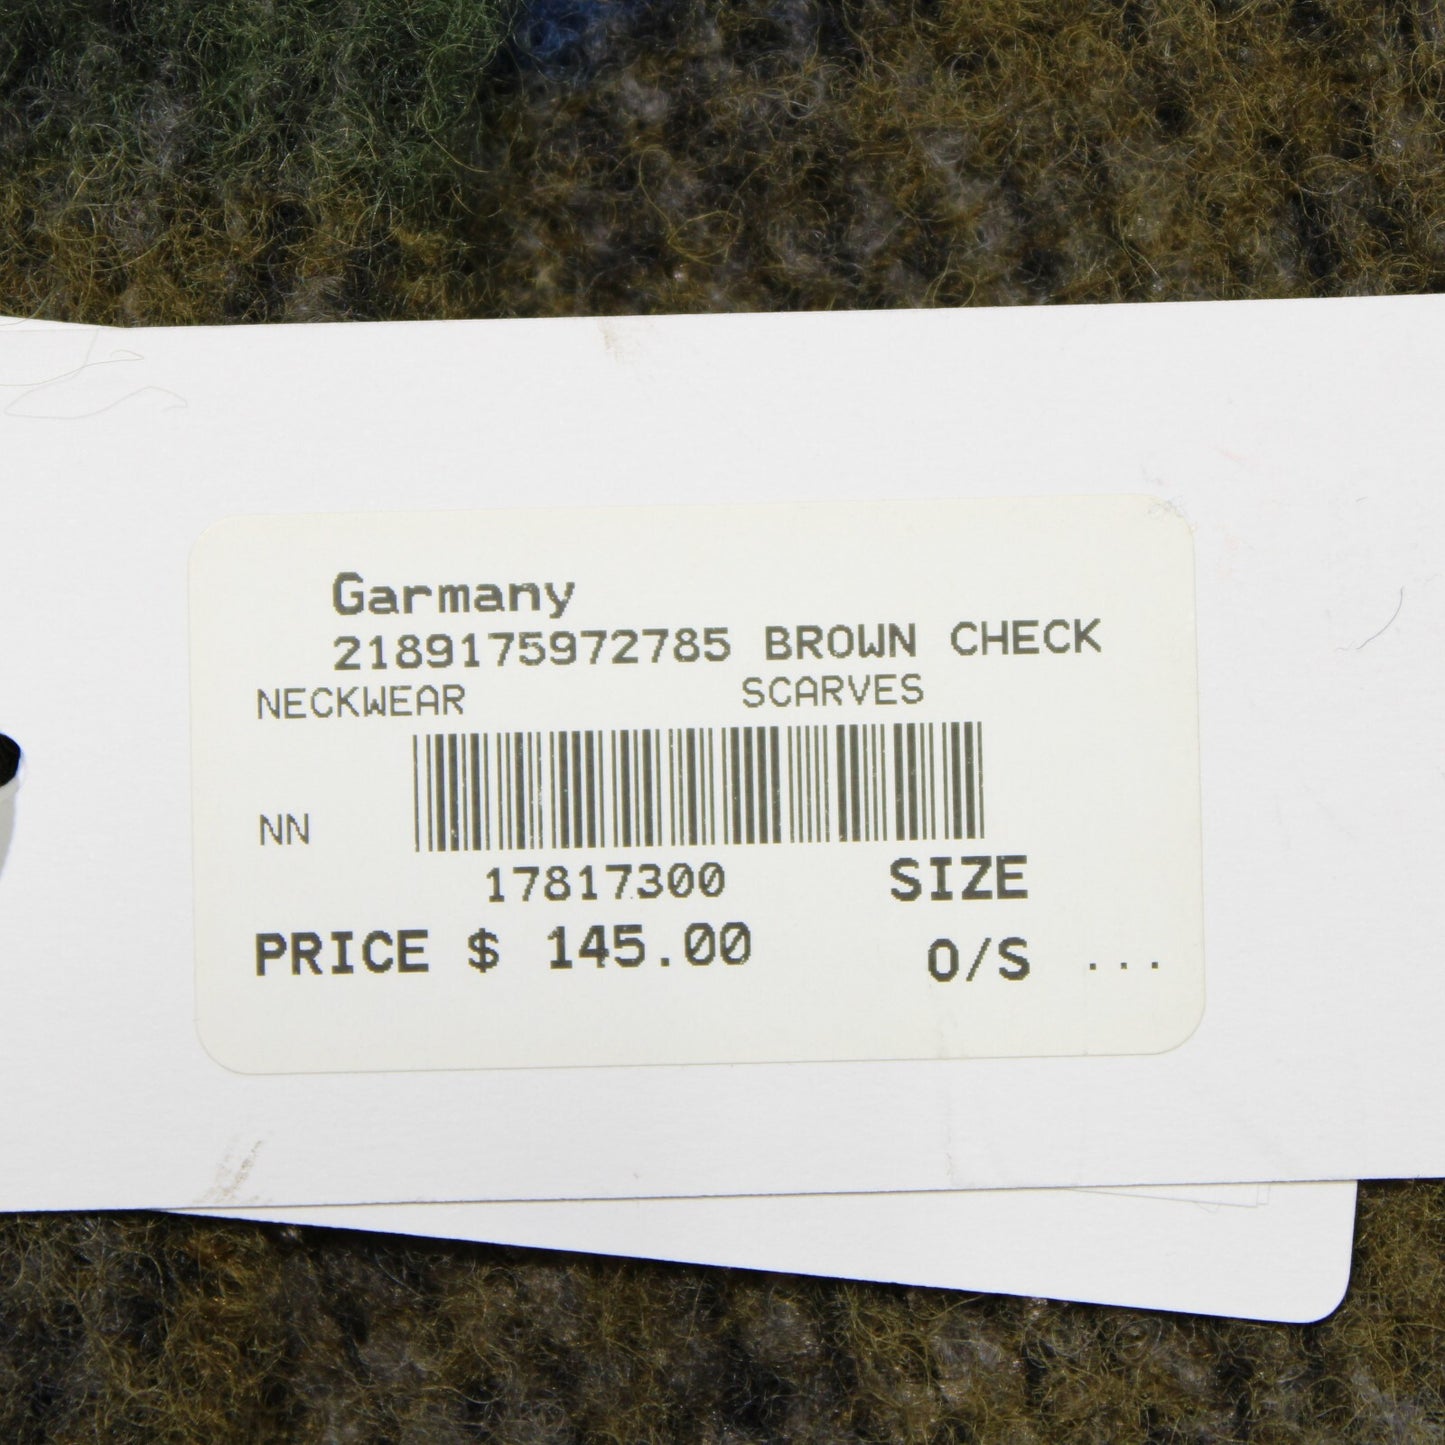 Garmany
2189175972785 BROWN CHECK
NECKWEAR SCARVES
NN
17817300 SIZE
PRICE $ 145.00 O/S ...